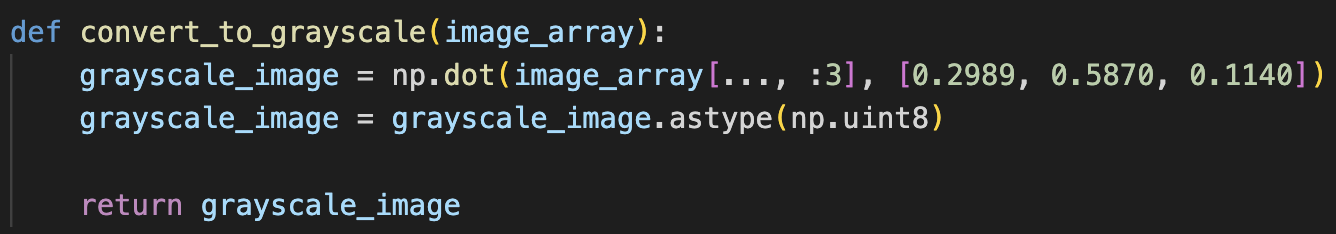 def convert_to_grayscale(image_array):
    grayscale_image = np.dot(image_array[..., :3], [0.2989, 0.5870, 0.1140])
    grayscale_image = grayscale_image.astype(np.uint8)

    return grayscale_image